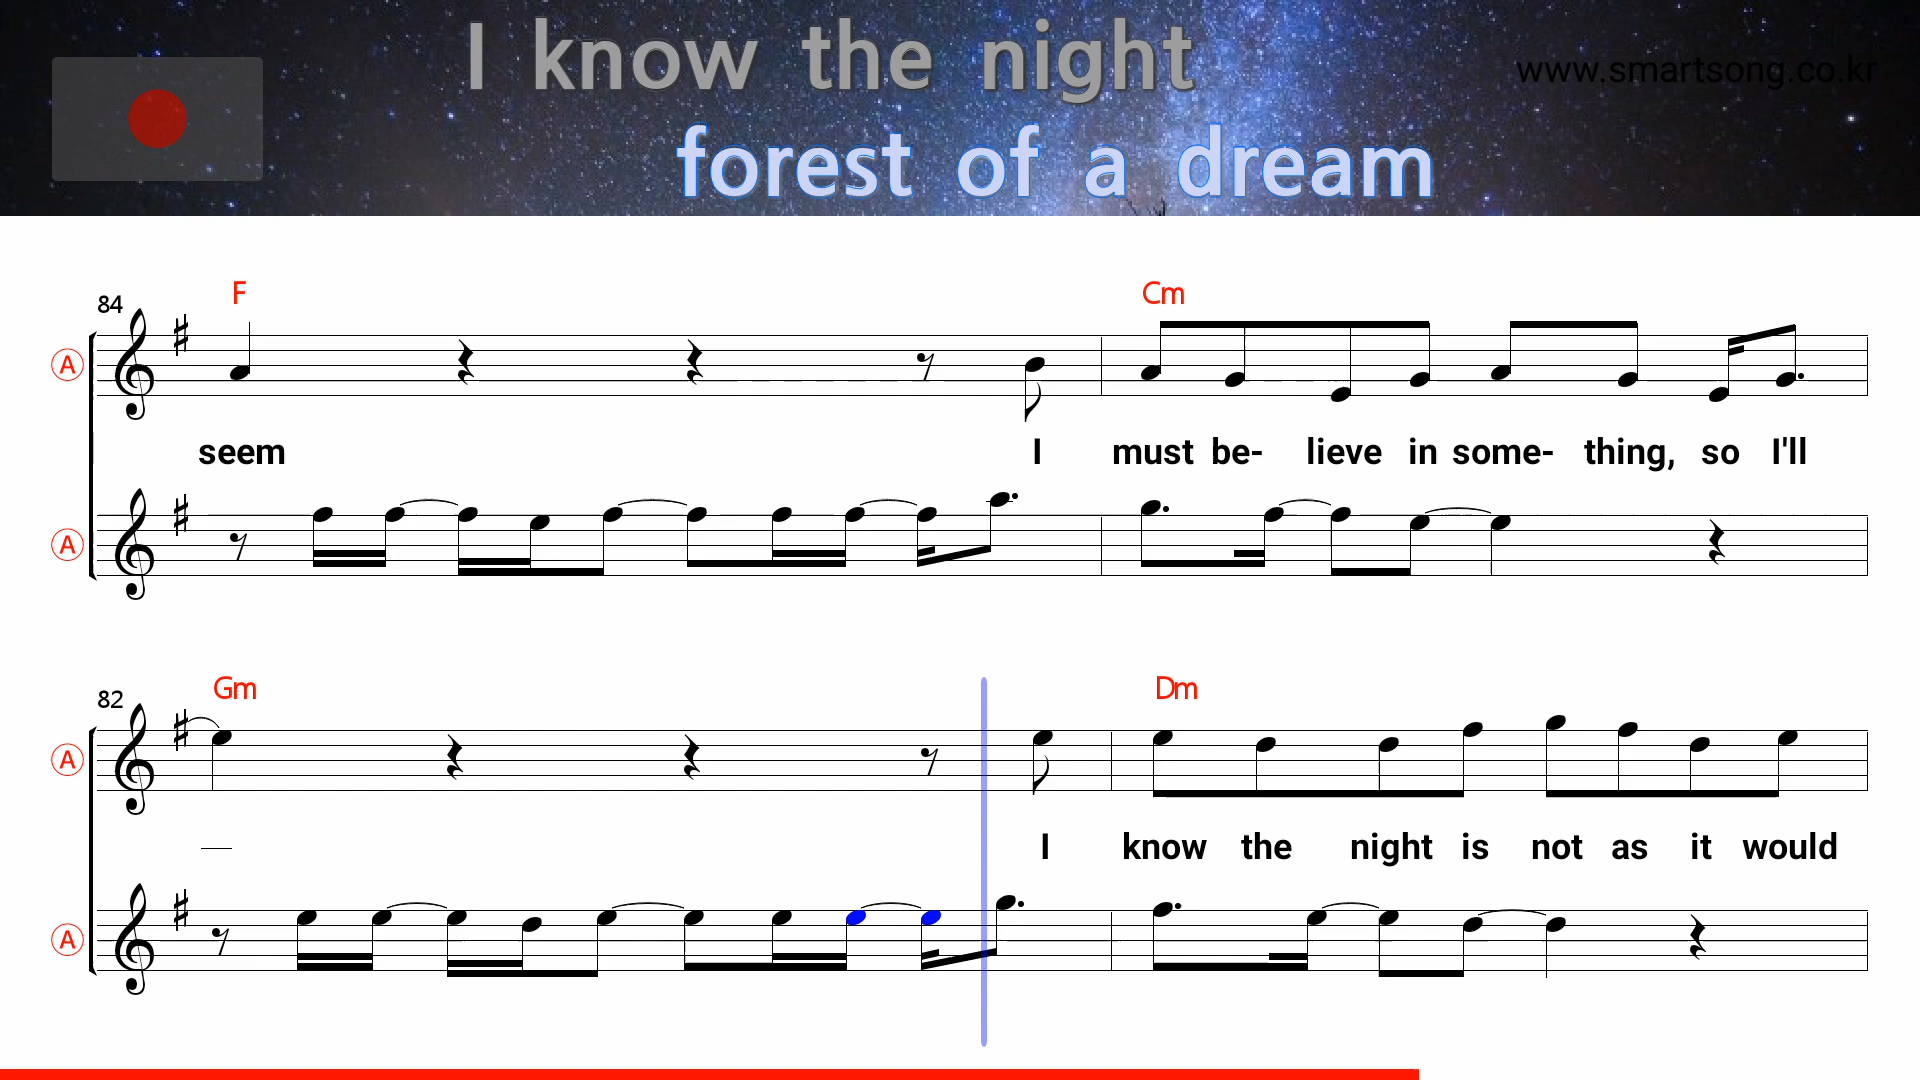 I know the night
www.smartsong.co.kr
forest of a dream
84 F Cm
A
seem I must be- lieve in some- thing, so I'll
A
82 Gm Dm
A
— I know the night is not as it would
A